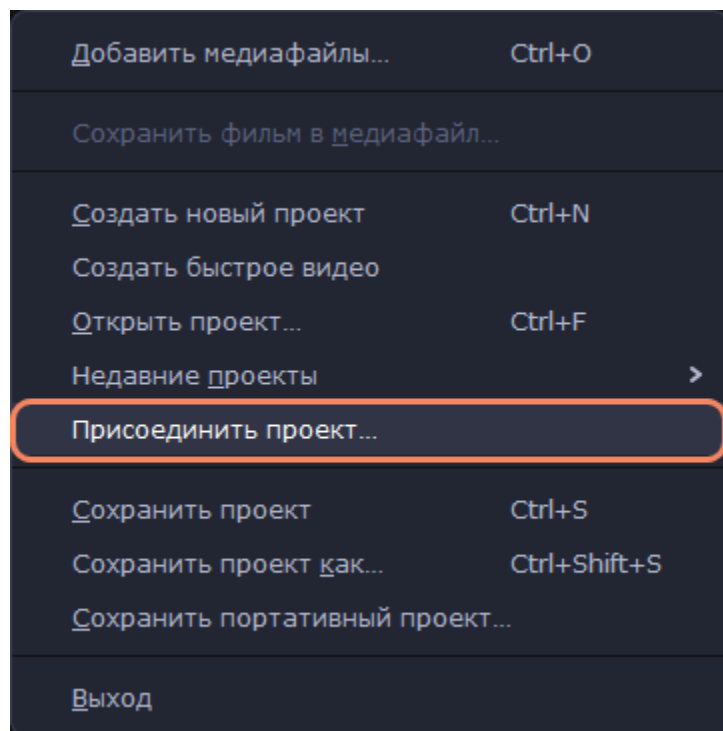 Добавить медиафайлы... Ctrl+O
Сохранить фильм в медиафайл...
Создать новый проект Ctrl+N
Создать быстрое видео
Открыть проект... Ctrl+F
Недавние проекты >
Присоединить проект...
Сохранить проект Ctrl+S
Сохранить проект как... Ctrl+Shift+S
Сохранить портативный проект...
Выход